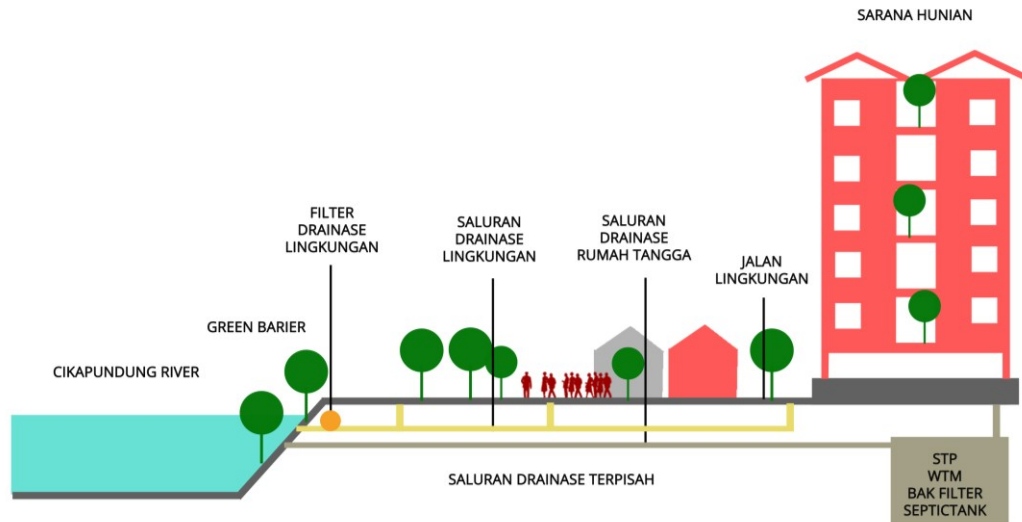 SARANA HUNIAN
FILTER
DRAINASE
LINGKUNGAN
SALURAN
DRAINASE
LINGKUNGAN
SALURAN
DRAINASE
RUMAH TANGGA
JALAN
LINGKUNGAN
GREEN BARIER
CIKAPUNDUNG RIVER
SALURAN DRAINASE TERPISAH
STP
WTM
BAK FILTER
SEPTICTANK